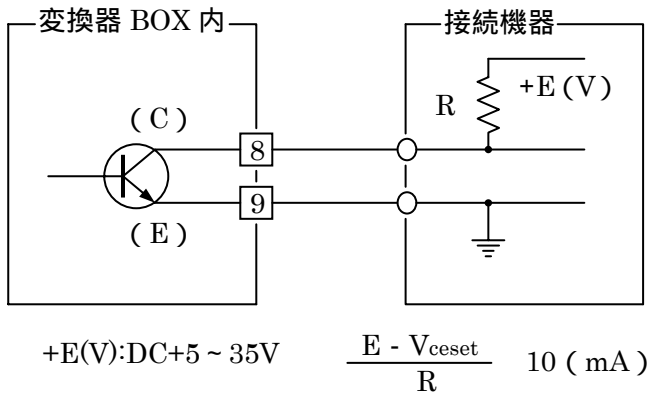 変換器 BOX 内
接続機器
+E(V)
R
(C)
8
9
(E)
+E(V):DC+5~35V
E - Vceset
R
10(mA)